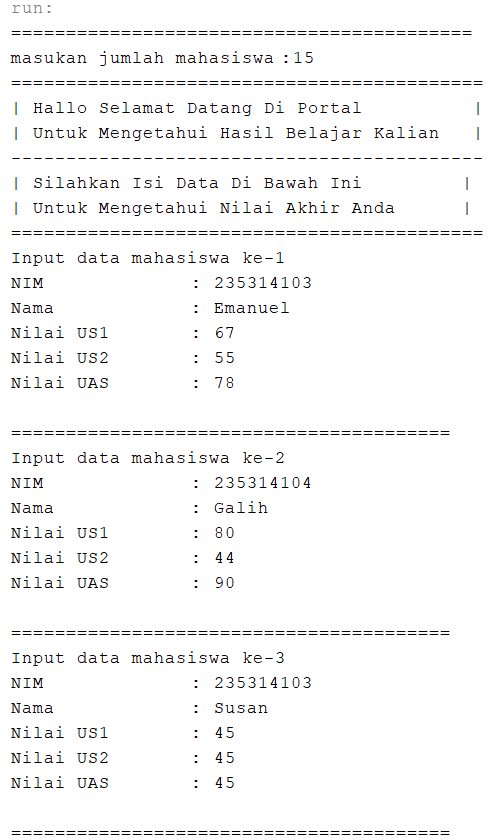 run:
==========================================
masukan jumlah mahasiswa :15
===========================================
| Hallo Selamat Datang Di Portal          |
| Untuk Mengetahui Hasil Belajar Kalian   |
-------------------------------------------
| Silahkan Isi Data Di Bawah Ini         |
| Untuk Mengetahui Nilai Akhir Anda      |
===========================================
Input data mahasiswa ke-1
NIM             : 235314103
Nama            : Emanuel
Nilai US1       : 67
Nilai US2       : 55
Nilai UAS       : 78
========================================
Input data mahasiswa ke-2
NIM             : 235314104
Nama            : Galih
Nilai US1       : 80
Nilai US2       : 44
Nilai UAS       : 90
========================================
Input data mahasiswa ke-3
NIM             : 235314103
Nama            : Susan
Nilai US1       : 45
Nilai US2       : 45
Nilai UAS       : 45
========================================